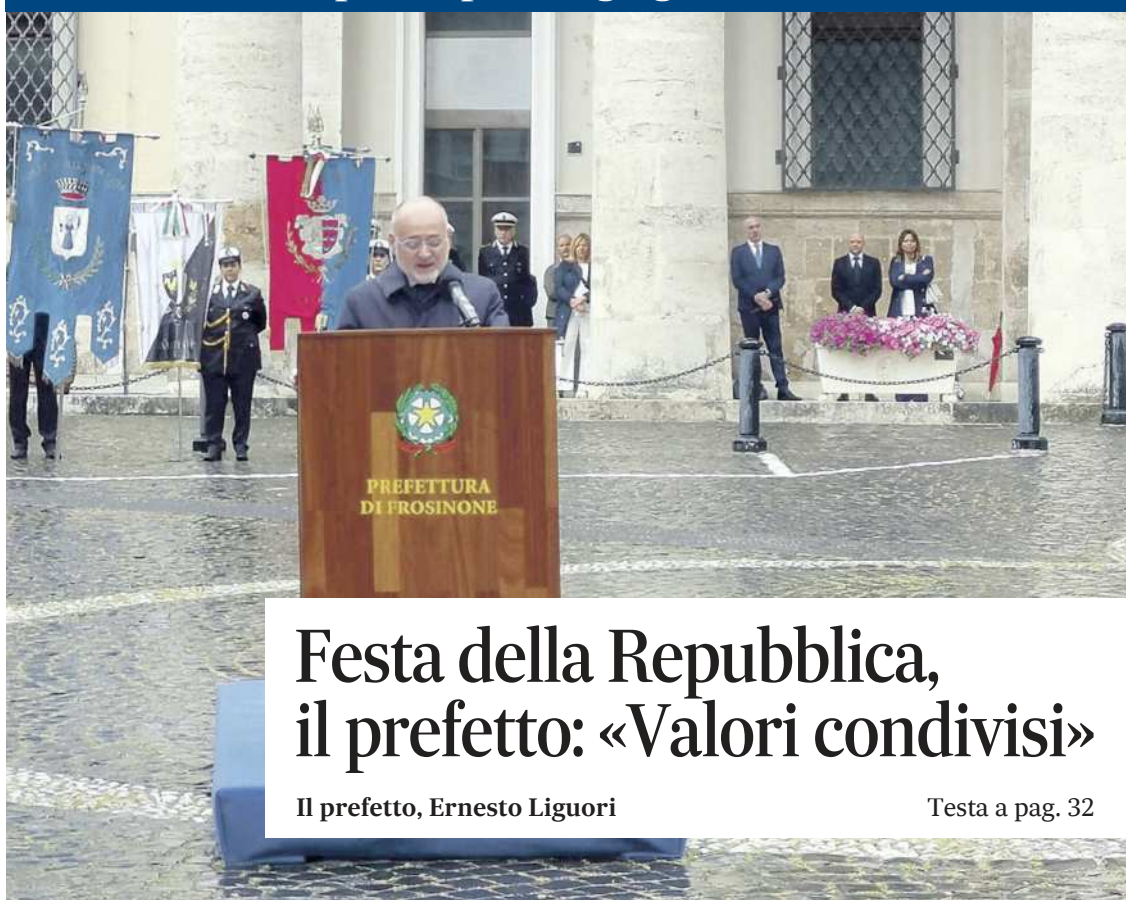 PREFETTURA
DI FROSINONE
Festa della Repubblica,
il prefetto: «Valori condivisi»
Il prefetto, Ernesto Liguori
Testa a pag. 32